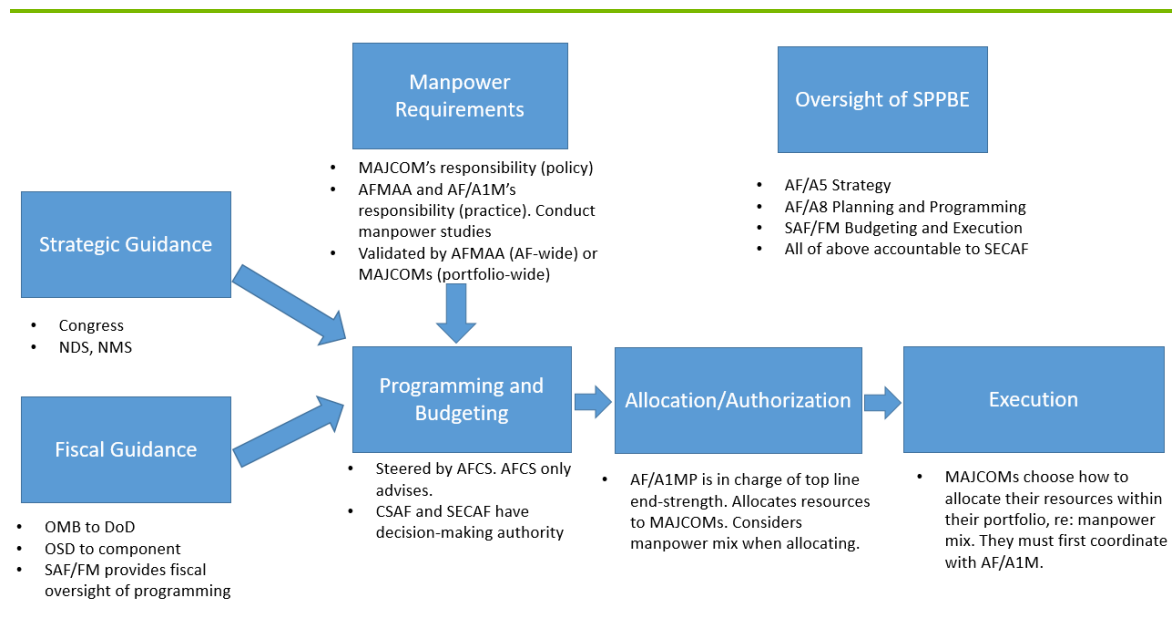 Manpower
Requirements
• MAJCOM’s responsibility (policy)
• AFMAA and AF/A1M’s
responsibility (practice). Conduct
manpower studies
• Validated by AFMAA (AF-wide) or
MAJCOMs (portfolio-wide)
Oversight of SPPBE
• AF/A5 Strategy
• AF/A8 Planning and Programming
• SAF/FM Budgeting and Execution
• All of above accountable to SECAF
Strategic Guidance
• Congress
• NDS, NMS
Fiscal Guidance
• OMB to DoD
• OSD to component
• SAF/FM provides fiscal
oversight of programming
Programming and
Budgeting
• Steered by AFCS. AFCS only
advises.
• CSAF and SECAF have
decision-making authority
Allocation/Authorization
• AF/A1MP is in charge of top line
end-strength. Allocates resources
to MAJCOMs. Considers
manpower mix when allocating.
Execution
• MAJCOMs choose how to
allocate their resources within
their portfolio, re: manpower
mix. They must first coordinate
with AF/A1M.